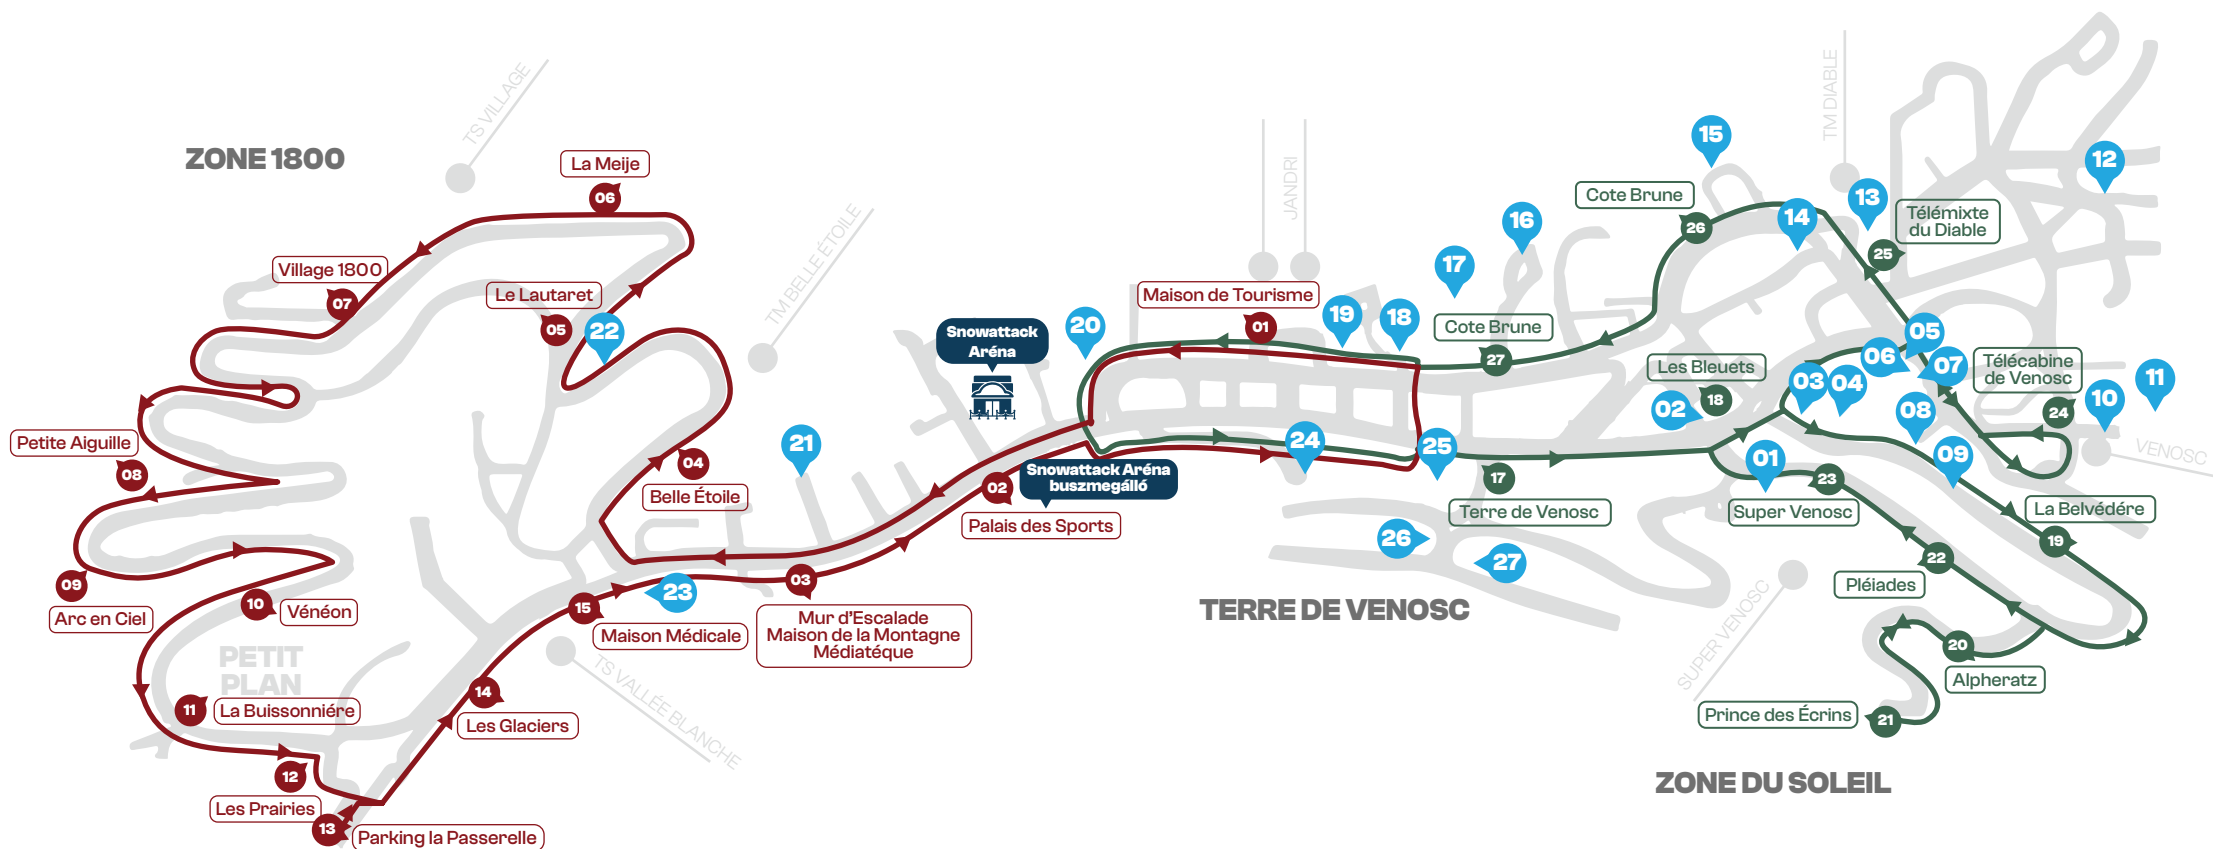 ZONE 1800
TS VILLAGE
La Meije
06
Village 1800
07
Le Lautaret
05
22
TM BELLE ÉTOILE
Petite Aiguille
08
09
Arc en Ciel
10
Vénéon
PETIT
PLAN
11
La Buissonniére
12
Les Prairies
13
Parking la Passerelle
14
Les Glaciers
15
Maison Médicale
TS VALLÉE BLANCHE
04
Belle Étoile
21
23
03
Mur d’Escalade
Maison de la Montagne
Médiatéque
Snowattack
Aréna
02
Palais des Sports
Snowattack Aréna
buszmegálló
20
Maison de Tourisme
01
JANDRI
19
18
17
16
Cote Brune
27
24
25
17
Terre de Venosc
26
27
TERRE DE VENOSC
15
Cote Brune
26
14
TM DIABLE
13
Télémixte
du Diable
25
12
Les Bleuets
18
02
03
04
05
06
07
08
09
Télécabine
de Venosc
24
10
11
VENOSC
01
23
Super Venosc
La Belvédére
19
22
Pléiades
SUPER VENOSC
20
Alpheratz
Prince des Écrins
21
ZONE DU SOLEIL